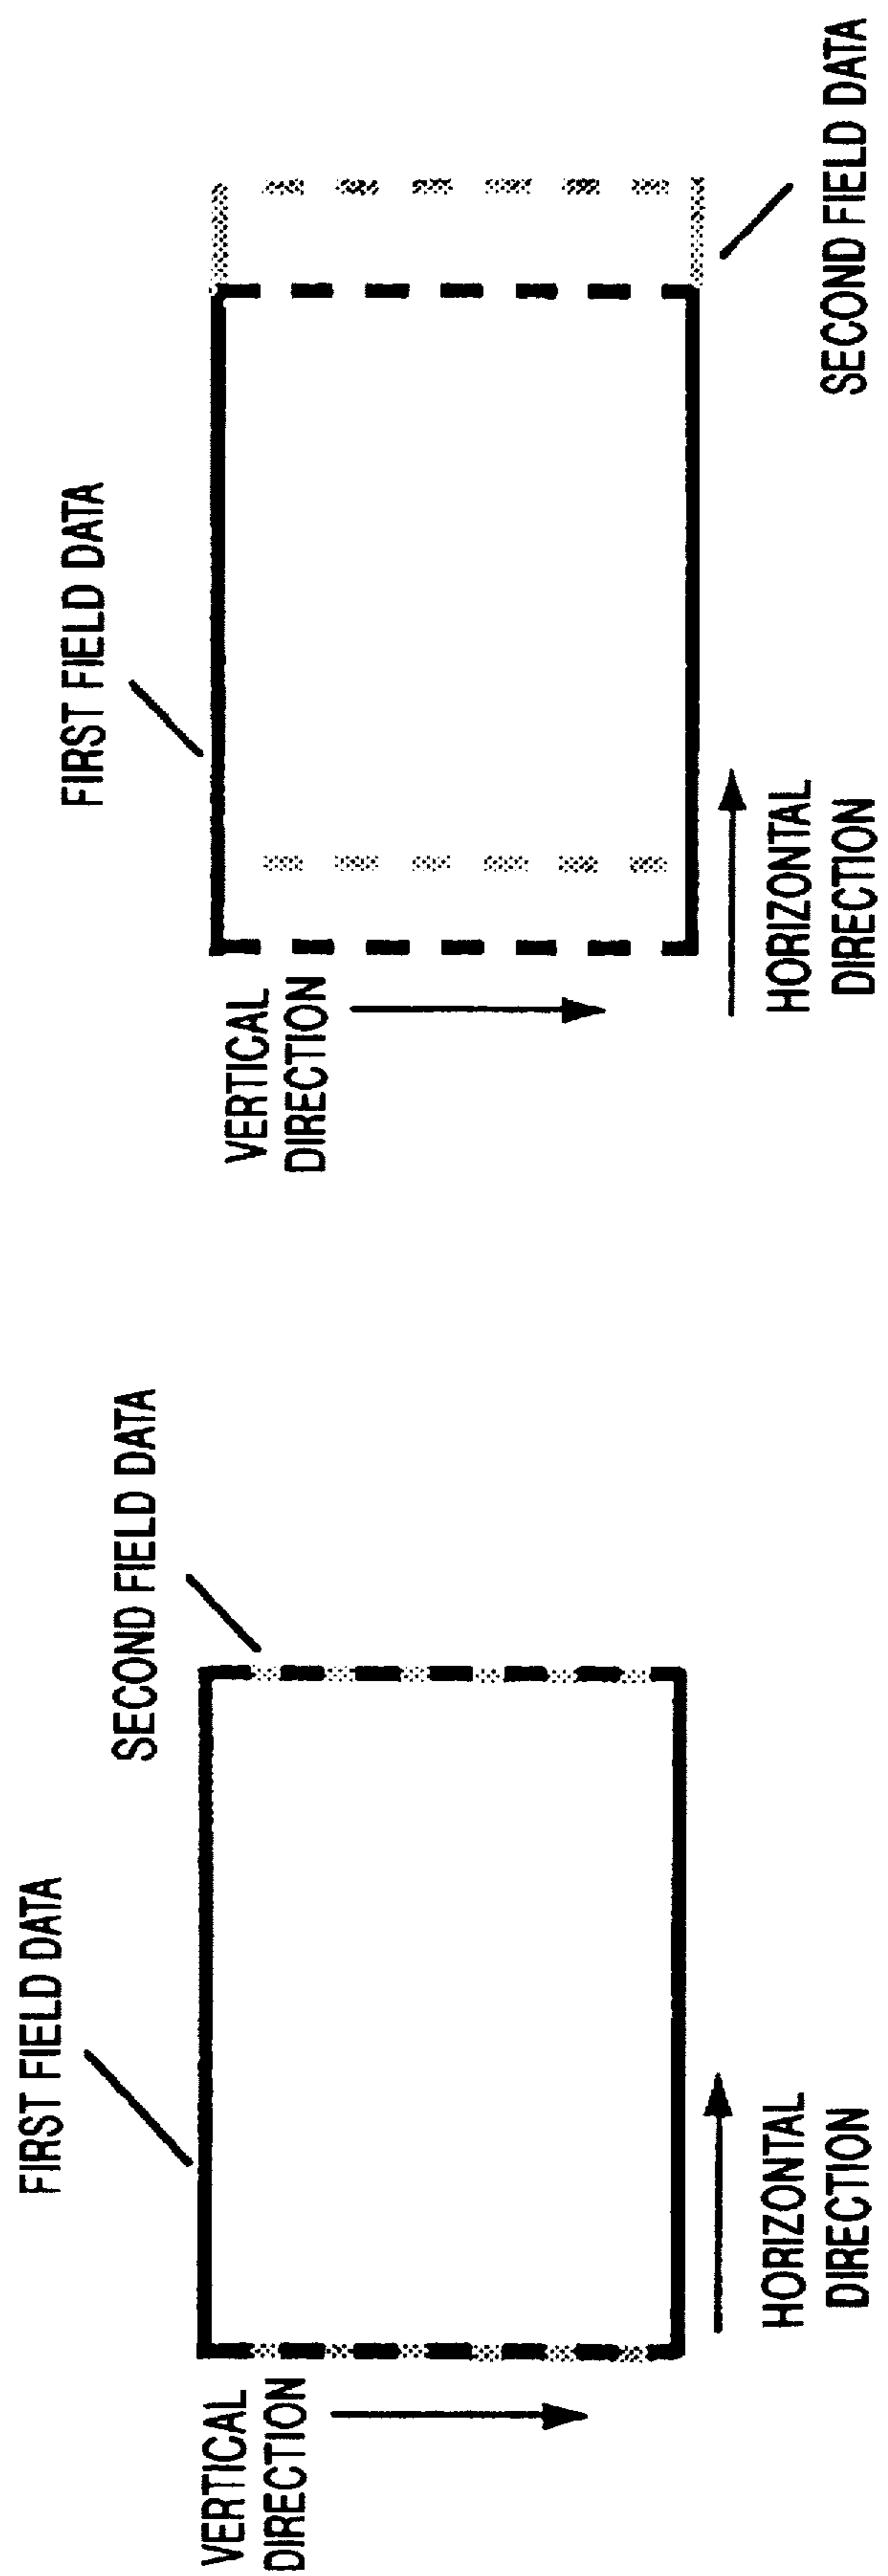 FIRST FIELD DATA
SECOND FIELD DATA
VERTICAL
DIRECTION
HORIZONTAL
DIRECTION
FIRST FIELD DATA
VERTICAL
DIRECTION
HORIZONTAL
DIRECTION
SECOND FIELD DATA